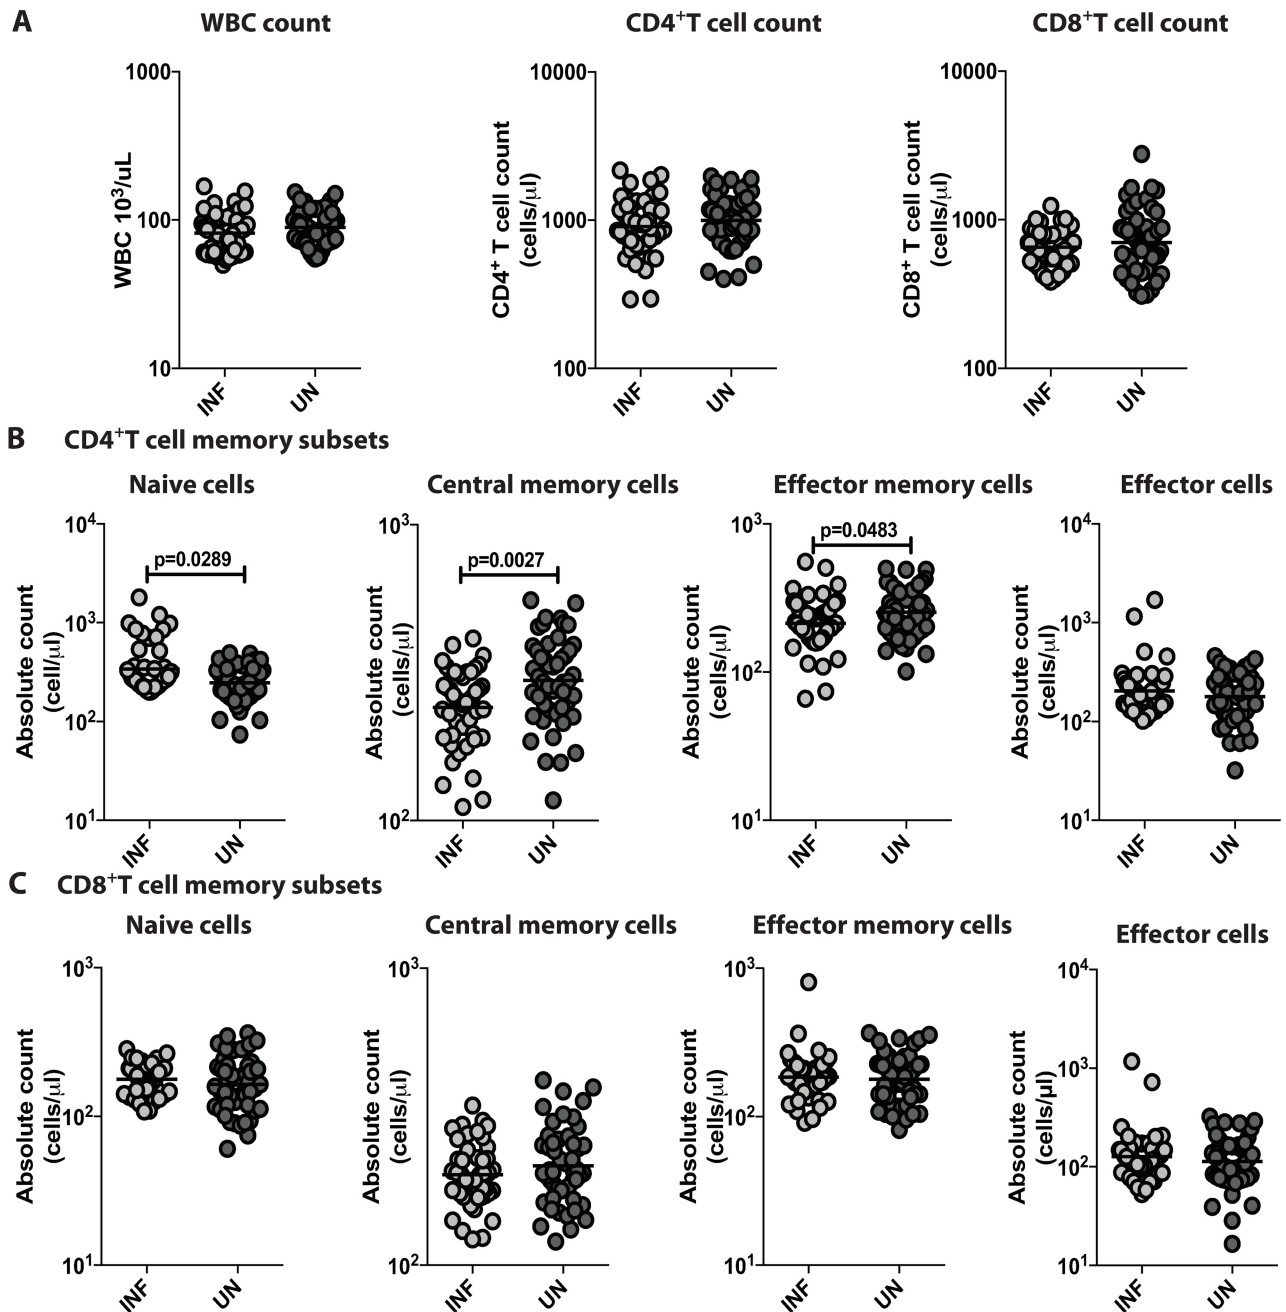 A
WBC count
CD4⁺T cell count
CD8⁺T cell count
WBC 10³/uL
1000
100
10
INF
UN
CD4⁺ T cell count
(cells/μl)
10000
1000
100
INF
UN
CD8⁺ T cell count
(cells/μl)
10000
1000
100
INF
UN
B
CD4⁺T cell memory subsets
Naive cells
Central memory cells
Effector memory cells
Effector cells
Absolute count
(cell/μl)
10⁴
10³
10²
10¹
p=0.0289
INF
UN
Absolute count
(cells/μl)
10³
10²
p=0.0027
INF
UN
Absolute count
(cells/μl)
10³
10²
10¹
p=0.0483
INF
UN
Absolute count
(cells/μl)
10⁴
10³
10²
10¹
INF
UN
C
CD8⁺T cell memory subsets
Naive cells
Central memory cells
Effector memory cells
Effector cells
Absolute count
(cells/μl)
10³
10²
10¹
INF
UN
Absolute count
(cells/μl)
10³
10²
INF
UN
Absolute count
(cells/μl)
10³
10²
10¹
INF
UN
Absolute count
(cells/μl)
10⁴
10³
10²
10¹
INF
UN